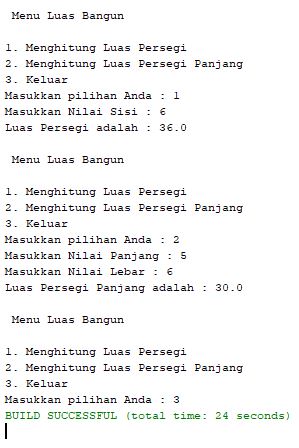 Menu Luas Bangun
1. Menghitung Luas Persegi
2. Menghitung Luas Persegi Panjang
3. Keluar
Masukkan pilihan Anda : 1
Masukkan Nilai Sisi : 6
Luas Persegi adalah : 36.0
Menu Luas Bangun
1. Menghitung Luas Persegi
2. Menghitung Luas Persegi Panjang
3. Keluar
Masukkan pilihan Anda : 2
Masukkan Nilai Panjang : 5
Masukkan Nilai Lebar : 6
Luas Persegi Panjang adalah : 30.0
Menu Luas Bangun
1. Menghitung Luas Persegi
2. Menghitung Luas Persegi Panjang
3. Keluar
Masukkan pilihan Anda : 3
BUILD SUCCESSFUL (total time: 24 seconds)